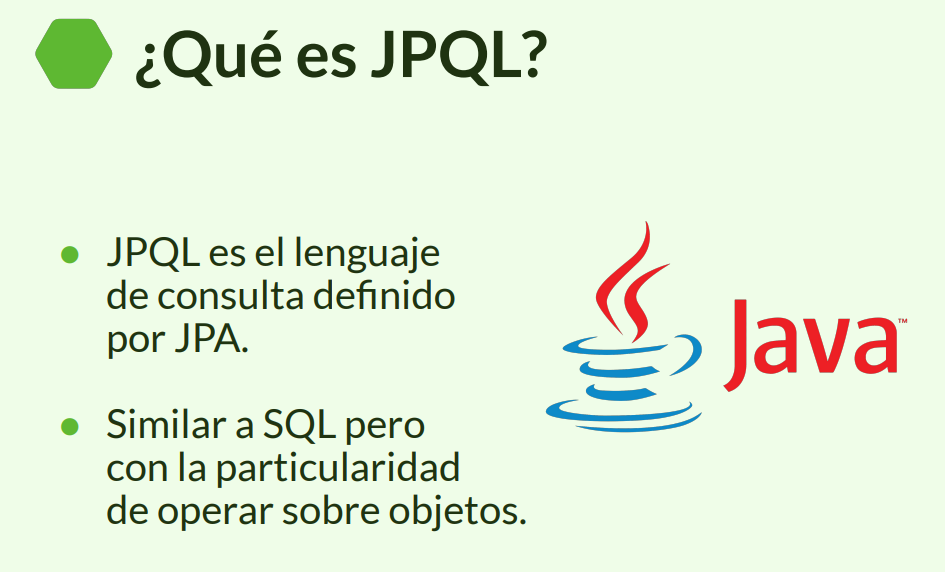 ¿Qué es JPQL?
JPQL es el lenguaje
de consulta definido
por JPA.
Similar a SQL pero
con la particularidad
de operar sobre objetos.
Java™